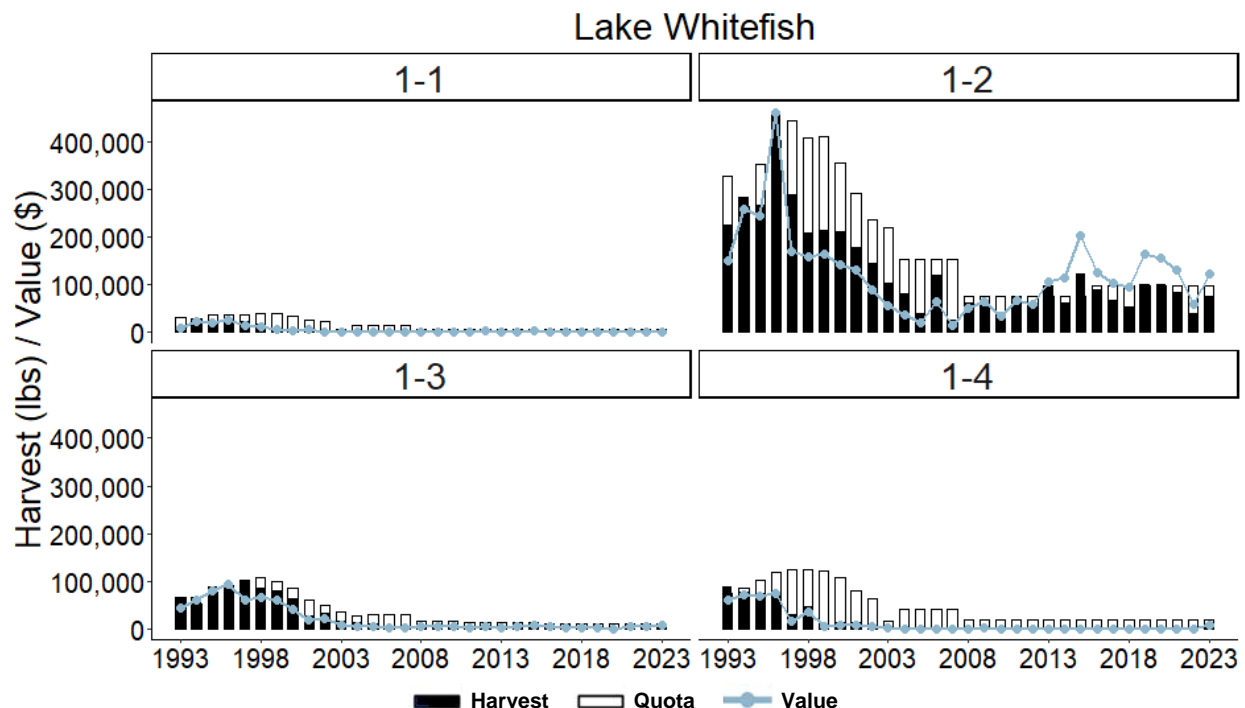 Lake Whitefish
1-1
1-2
Harvest (lbs) / Value ($)
400,000
300,000
200,000
100,000
0
1-3
1-4
400,000
300,000
200,000
100,000
0
1993 1998 2003 2008 2013 2018 2023
1993 1998 2003 2008 2013 2018 2023
Harvest Quota Value